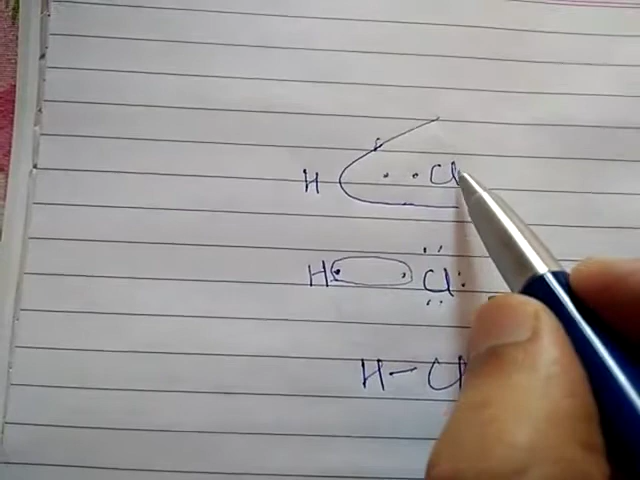 H : Cl
H · · Cl
H – Cl